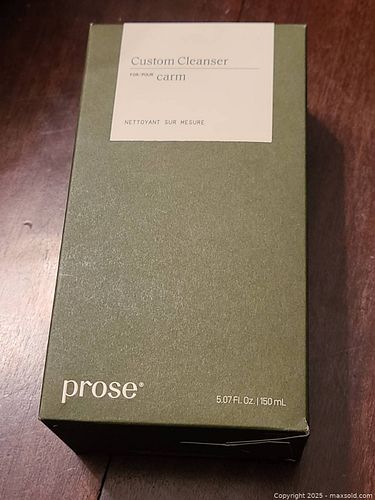 Custom Cleanser
FOR/POUR carm
NETTOYANT SUR MESURE
prose®
5.07 Fl. Oz. | 150 mL
Copyright 2025 - maxsold.com